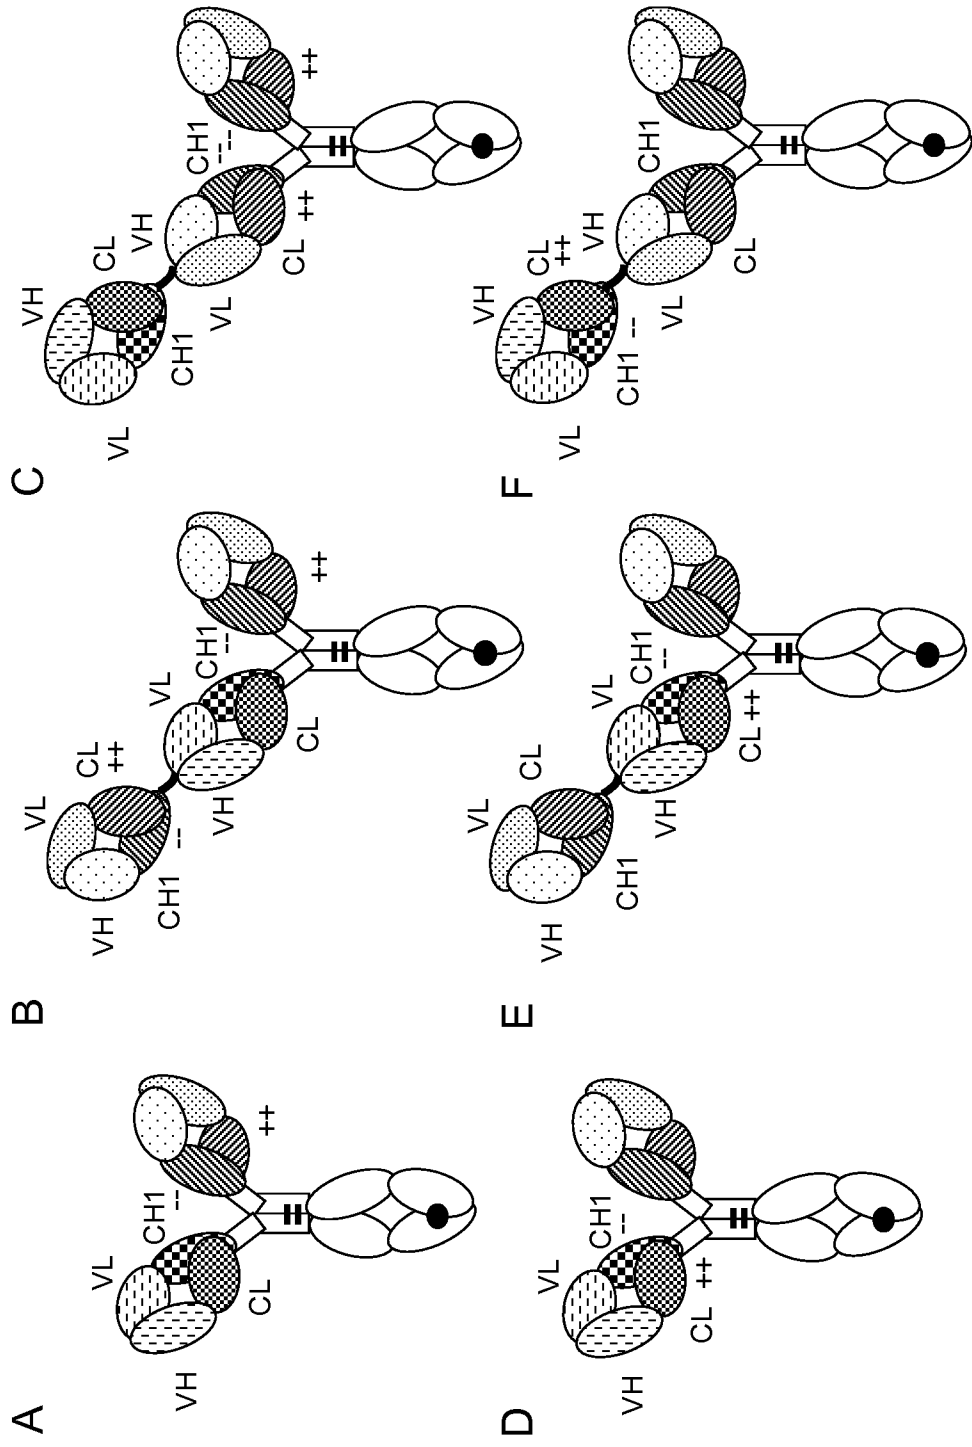 A
VL
VH
CH1
--
CL
++
B
VL
VH
CL
++
CH1
--
VL
VH
CH1
--
CL
++
C
VH
VL
CL
CH1
VH
VL
CH1
--
--
CL
++
++
D
VL
VH
CH1
--
CL
++
E
VL
VH
CL
CH1
VL
VH
CH1
--
CL
++
F
VH
VL
CL
++
CH1
--
VH
VL
CH1
CL